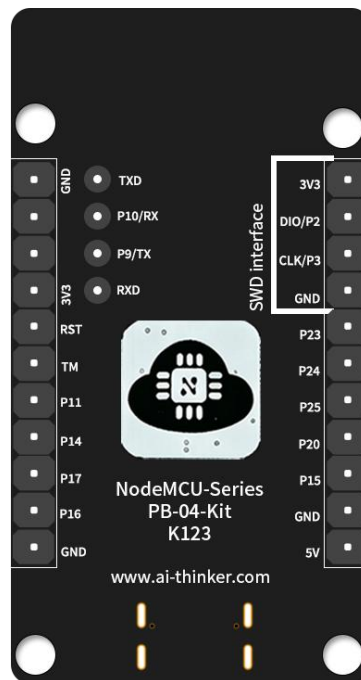 GND
TXD
P10/RX
P9/TX
RXD
3V3
RST
TM
P11
P14
P17
P16
GND
SWD interface
3V3
DIO/P2
CLK/P3
GND
P23
P24
P25
P20
P15
GND
5V
NodeMCU-Series
PB-04-Kit
K123
www.ai-thinker.com